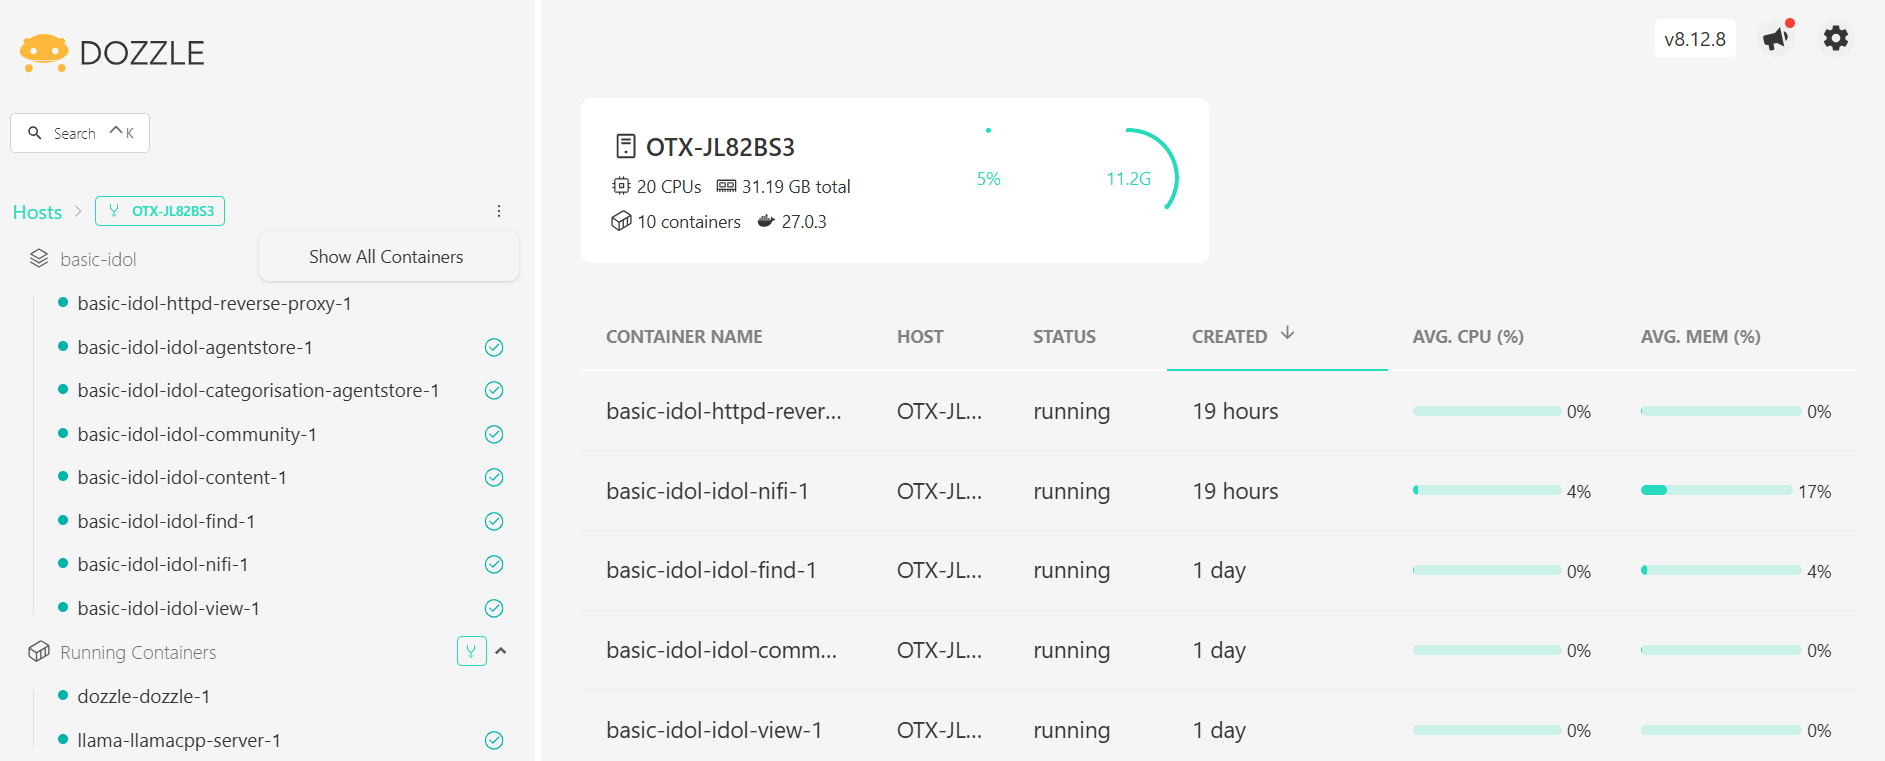 DOZZLE
Search ^K
Hosts > OTX-JL82BS3
Show All Containers
basic-idol
basic-idol-httpd-reverse-proxy-1
basic-idol-idol-agentstore-1
basic-idol-idol-categorisation-agentstore-1
basic-idol-idol-community-1
basic-idol-idol-content-1
basic-idol-idol-find-1
basic-idol-idol-nifi-1
basic-idol-idol-view-1
Running Containers
dozzle-dozzle-1
llama-llamacpp-server-1
v8.12.8
OTX-JL82BS3
20 CPUs 31.19 GB total
10 containers 27.0.3
5%
11.2G
CONTAINER NAME HOST STATUS CREATED AVG. CPU (%) AVG. MEM (%)
basic-idol-httpd-rever... OTX-JL... running 19 hours 0% 0%
basic-idol-idol-nifi-1 OTX-JL... running 19 hours 4% 17%
basic-idol-idol-find-1 OTX-JL... running 1 day 0% 4%
basic-idol-idol-comm... OTX-JL... running 1 day 0% 0%
basic-idol-idol-view-1 OTX-JL... running 1 day 0% 0%